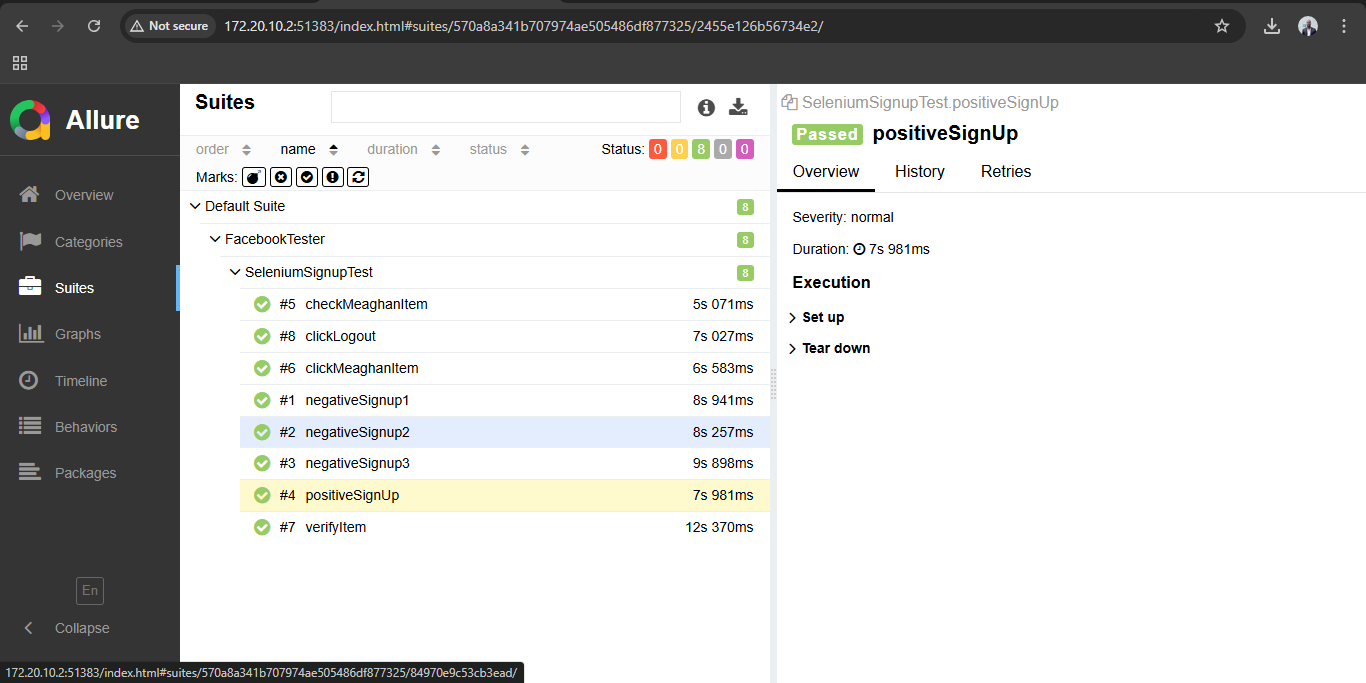 Not secure 172.20.10.2:51383/index.html#suites/570a8a341b707974ae505486df877325/2455e126b56734e2/
Allure
Overview
Categories
Suites
Graphs
Timeline
Behaviors
Packages
En
Collapse
Suites
order name duration status Status: 0 0 8 0 0
Marks:
Default Suite 8
FacebookTester 8
SeleniumSignupTest 8
#5 checkMeaghanItem 5s 071ms
#8 clickLogout 7s 027ms
#6 clickMeaghanItem 6s 583ms
#1 negativeSignup1 8s 941ms
#2 negativeSignup2 8s 257ms
#3 negativeSignup3 9s 898ms
#4 positiveSignUp 7s 981ms
#7 verifyItem 12s 370ms
SeleniumSignupTest.positiveSignUp
Passed positiveSignUp
Overview History Retries
Severity: normal
Duration: 7s 981ms
Execution
Set up
Tear down
172.20.10.2:51383/index.html#suites/570a8a341b707974ae505486df877325/84970e9c53cb3ead/